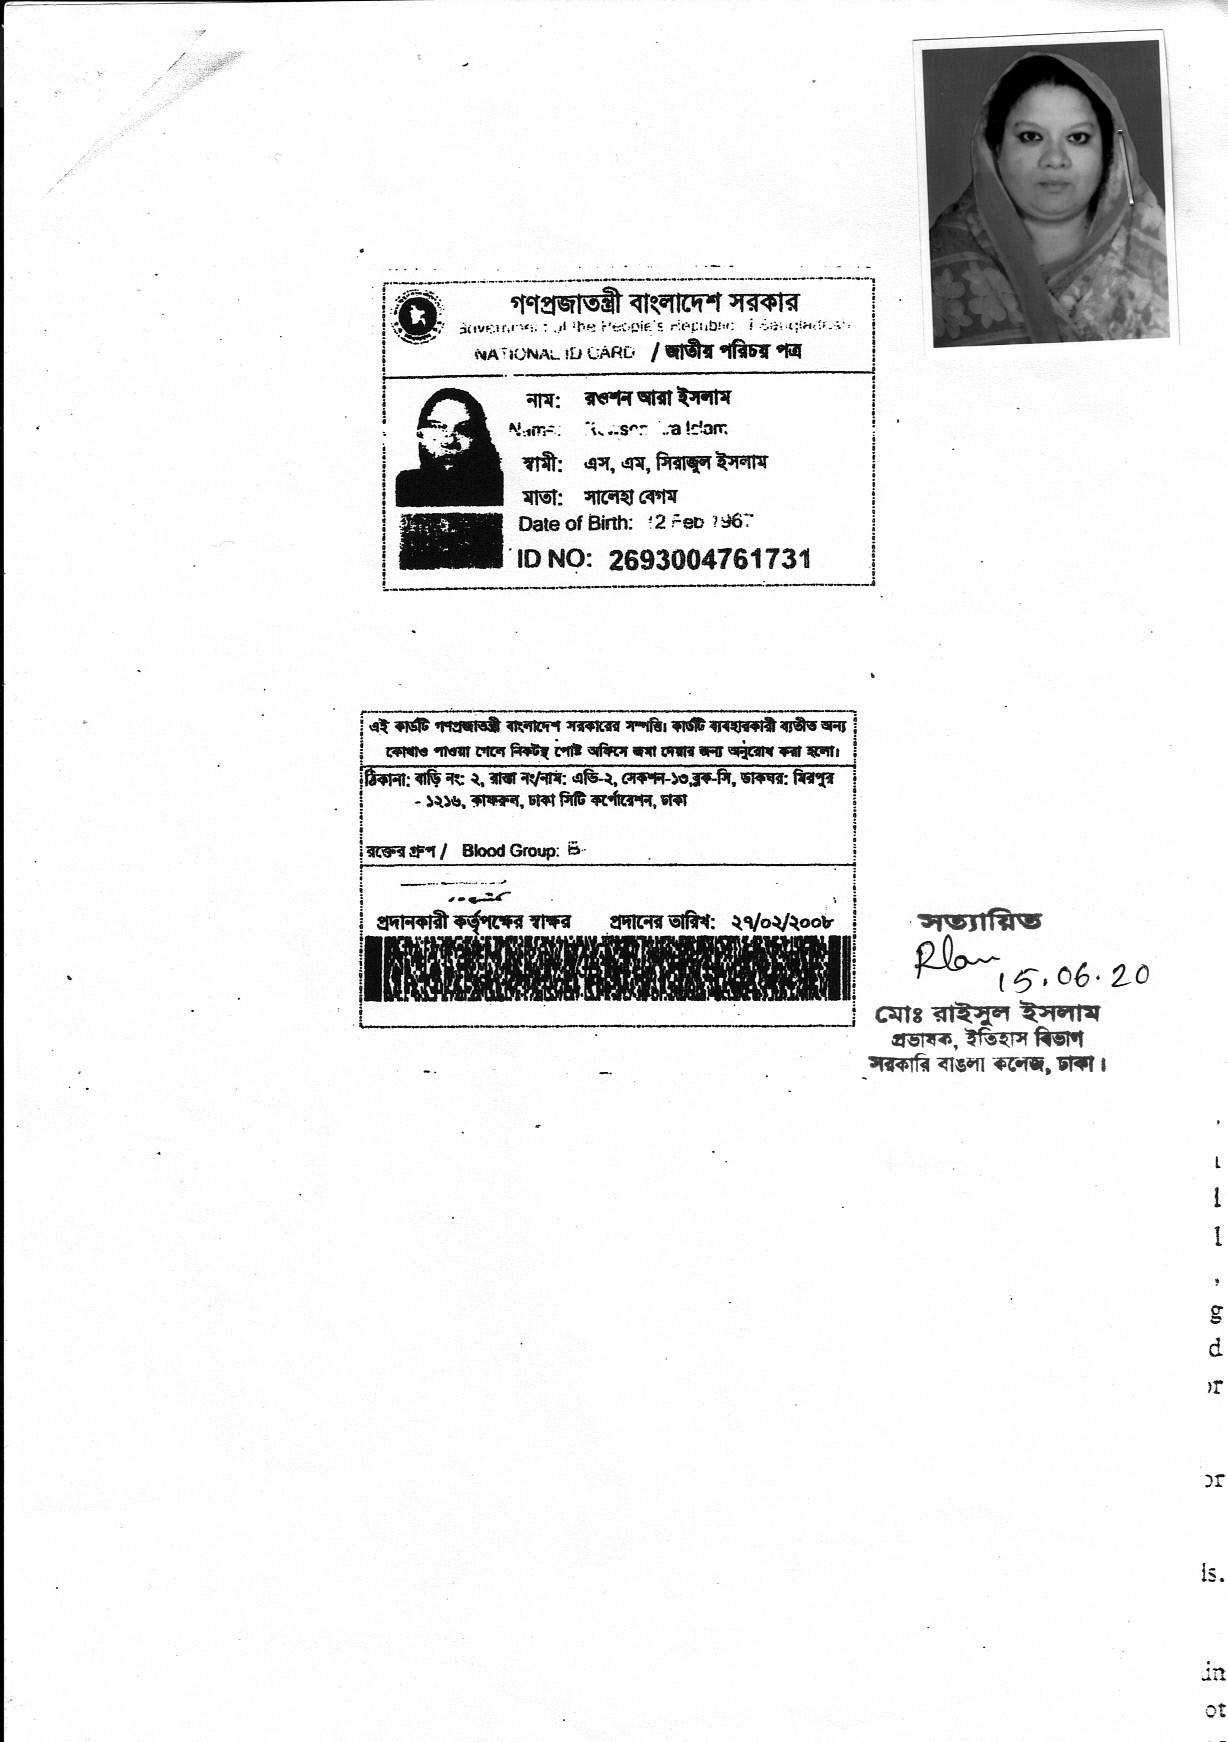 গণপ্রজাতন্ত্রী বাংলাদেশ সরকার
Government of the People's Republic of Bangladesh
NATIONAL ID CARD / জাতীয় পরিচয় পত্র
নাম: রওশন আরা ইসলাম
Name: Islam
স্বামী: এস, এম, সিরাজুল ইসলাম
মাতা: সালেহা বেগম
Date of Birth: 12 Feb 1967
ID NO: 2693004761731
এই কার্ডটি গণপ্রজাতন্ত্রী বাংলাদেশ সরকারের সম্পত্তি। কার্ডটি ব্যবহারকারী ব্যতীত অন্য
কোথাও পাওয়া গেলে নিকটস্থ পোষ্ট অফিসে জমা দেয়ার জন্য অনুরোধ করা হলো।
ঠিকানা: বাড়ি নং: ২, রাস্তা নং/নাম: এভি-২, সেকশন-১৩,ব্লক-সি, ডাকঘর: মিরপুর
- ১২১৬, কাফরুল, ঢাকা সিটি কর্পোরেশন, ঢাকা
রক্তের গ্রুপ / Blood Group:
প্রদানকারী কর্তৃপক্ষের স্বাক্ষর প্রদানের তারিখ: ২৭/০২/২০০৮
সত্যায়িত
15.06.20
মোঃ রাইসুল ইসলাম
প্রভাষক, ইতিহাস বিভাগ
সরকারি বাঙলা কলেজ, ঢাকা।